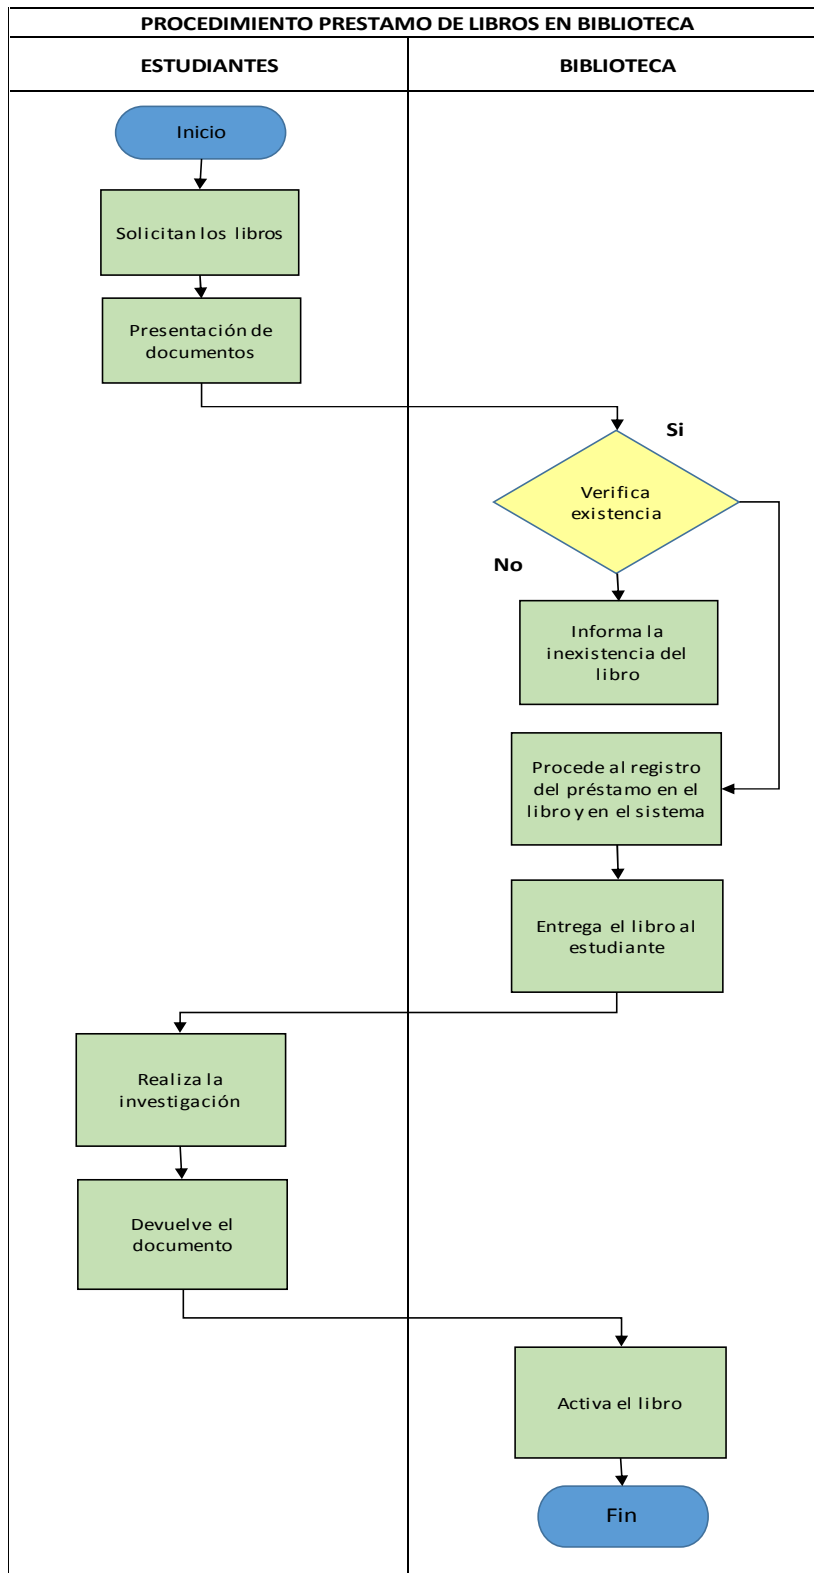 PROCEDIMIENTO PRESTAMO DE LIBROS EN BIBLIOTECA
ESTUDIANTES
BIBLIOTECA
Inicio
Solicitan los libros
Presentación de
documentos
Si
Verifica
existencia
No
Informa la
inexistencia del
libro
Procede al registro
del préstamo en el
libro y en el sistema
Entrega el libro al
estudiante
Realiza la
investigación
Devuelve el
documento
Activa el libro
Fin